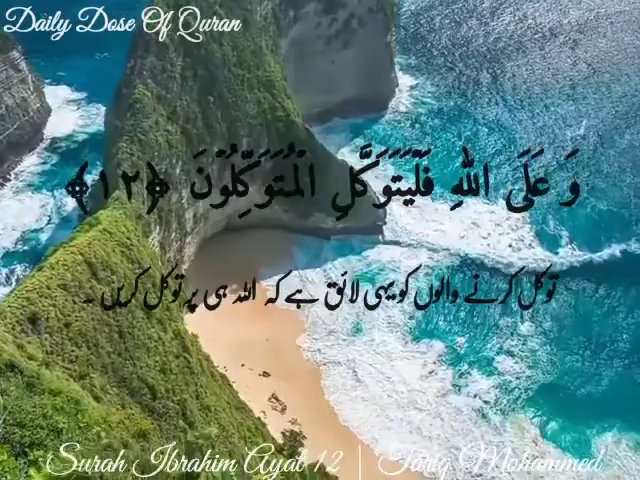 Daily Dose Of Quran
وَ عَلَى اللّٰهِ فَلْيَتَوَكَّلِ الْمُتَوَكِّلُوْنَ ﴿١٢﴾
توکل کرنے والوں کو یہی لائق ہے کہ اللہ ہی پر توکل کریں ۔
Surah Ibrahim Ayat 12 | Tariq Mohammed